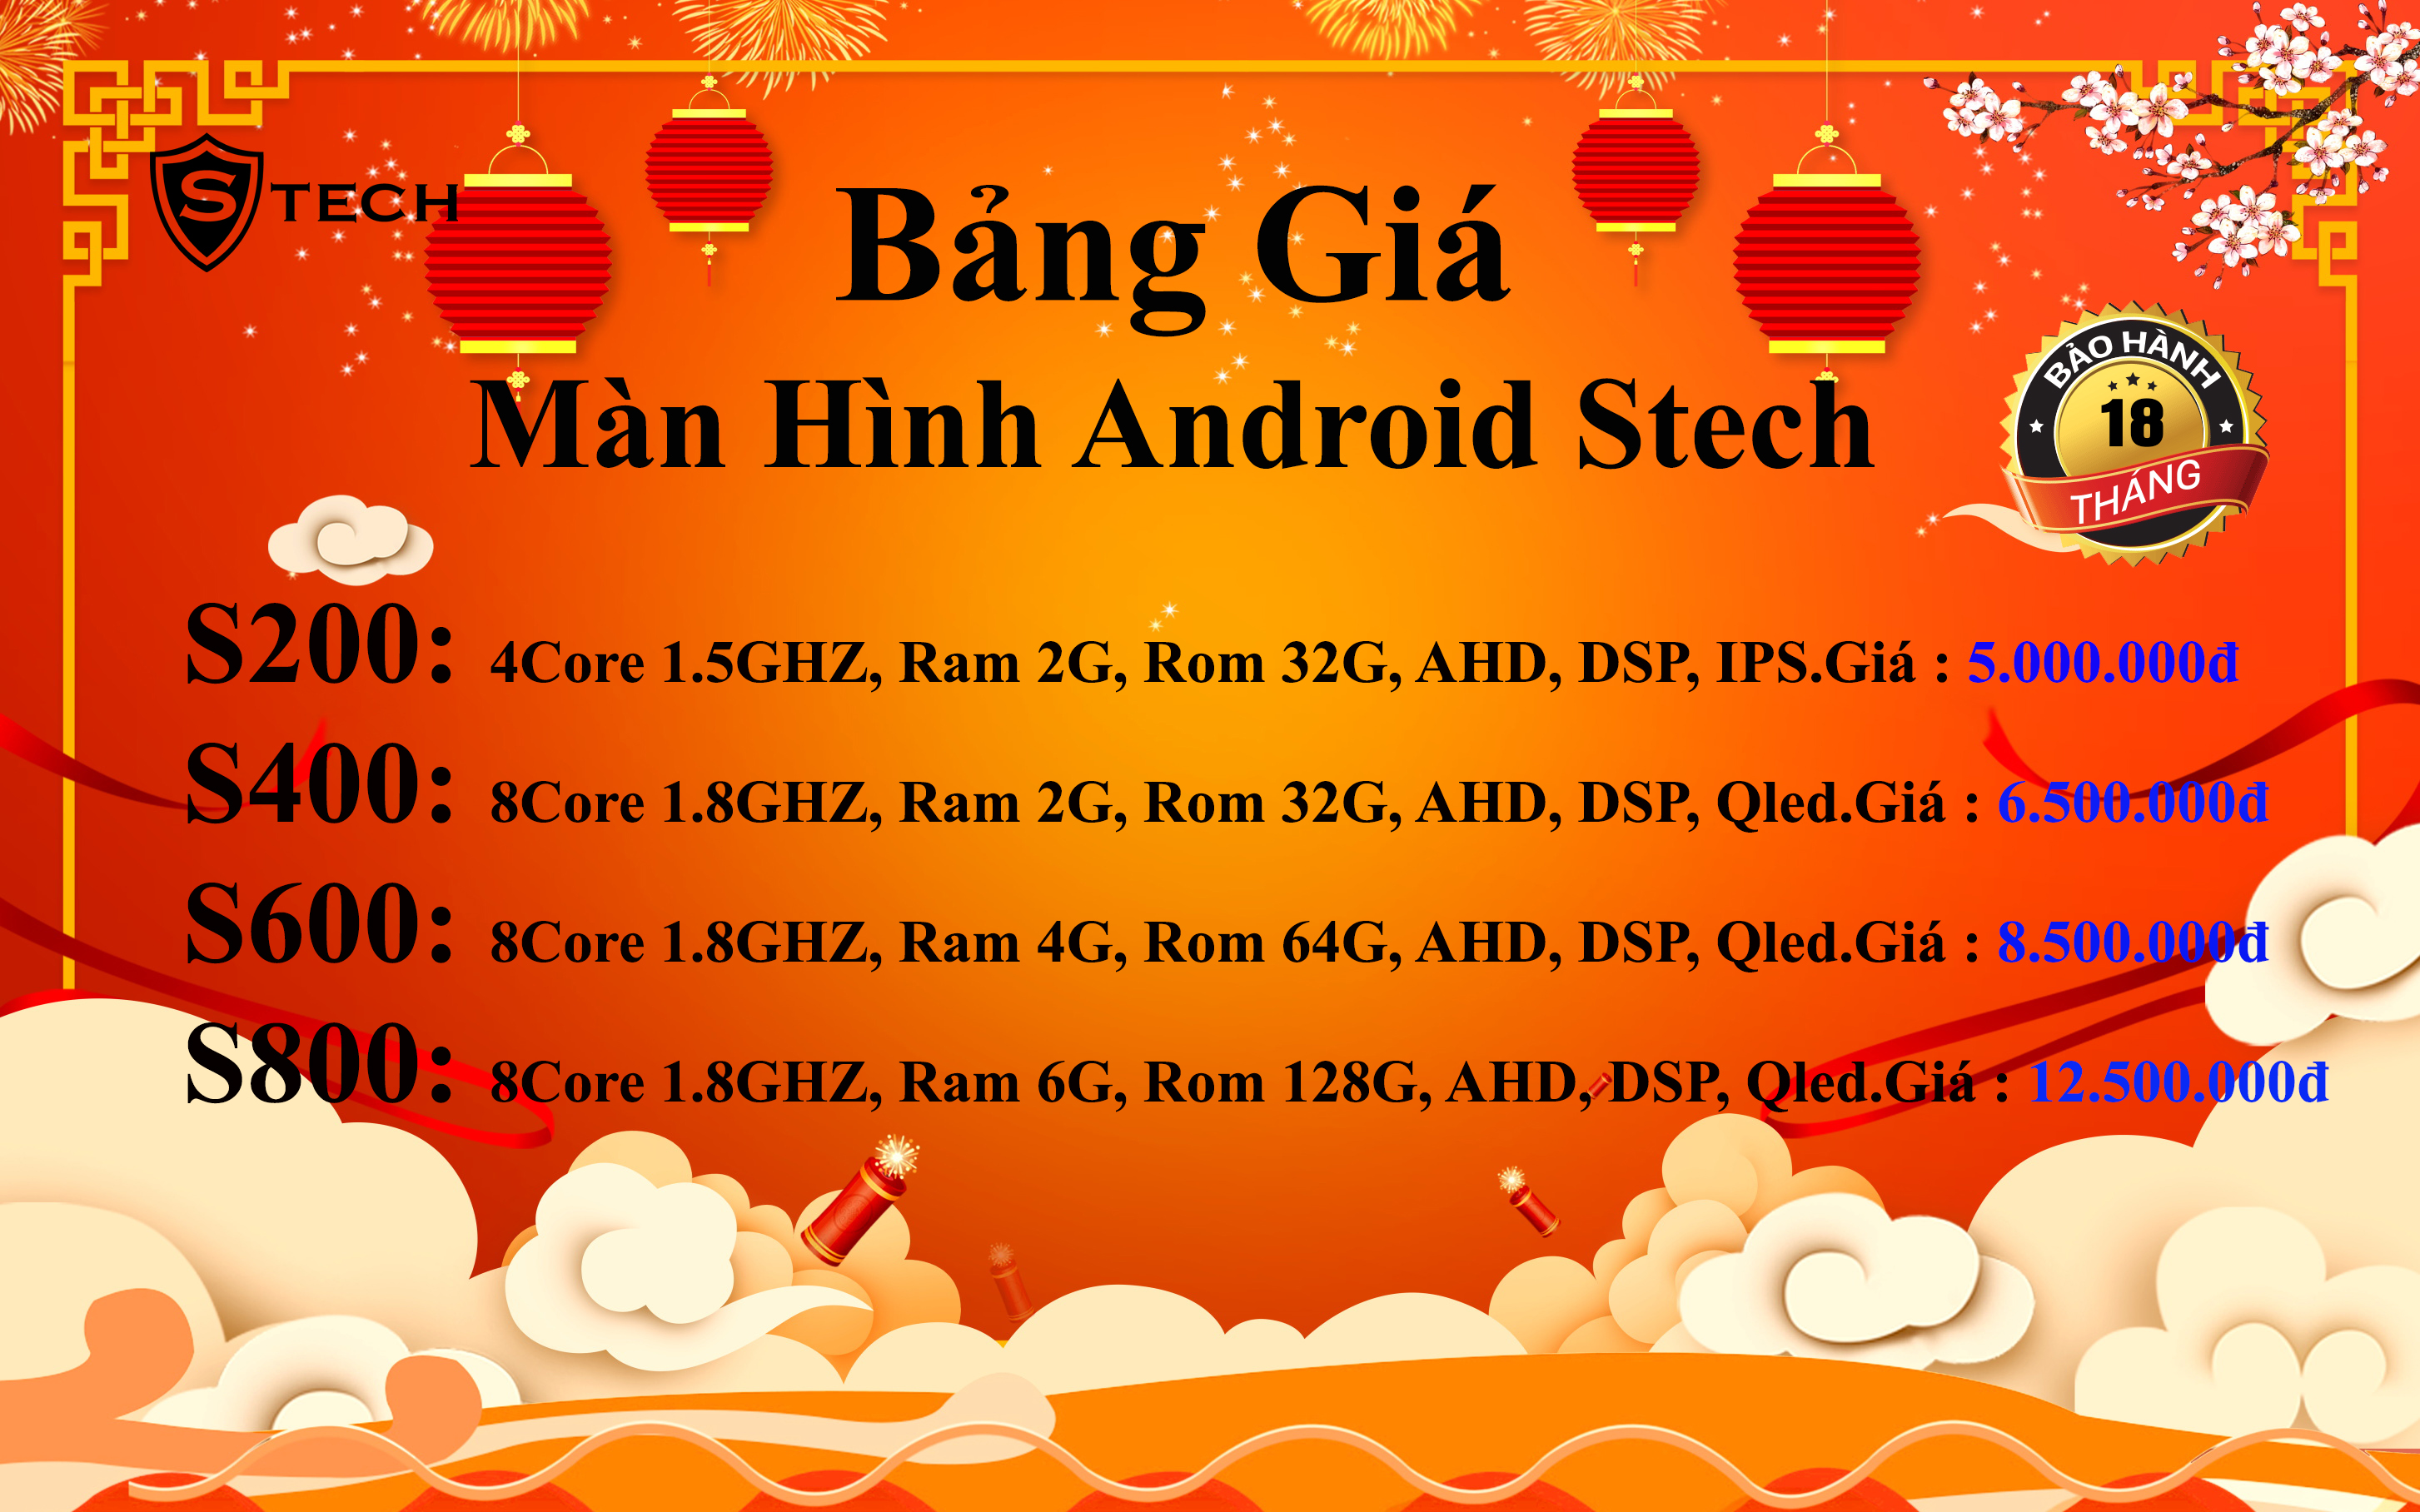 S TECH
Bảng Giá
Màn Hình Android Stech
BẢO HÀNH
18
THÁNG
S200: 4Core 1.5GHZ, Ram 2G, Rom 32G, AHD, DSP, IPS.Giá : 5.000.000đ
S400: 8Core 1.8GHZ, Ram 2G, Rom 32G, AHD, DSP, Qled.Giá : 6.500.000đ
S600: 8Core 1.8GHZ, Ram 4G, Rom 64G, AHD, DSP, Qled.Giá : 8.500.000đ
S800: 8Core 1.8GHZ, Ram 6G, Rom 128G, AHD, DSP, Qled.Giá : 12.500.000đ